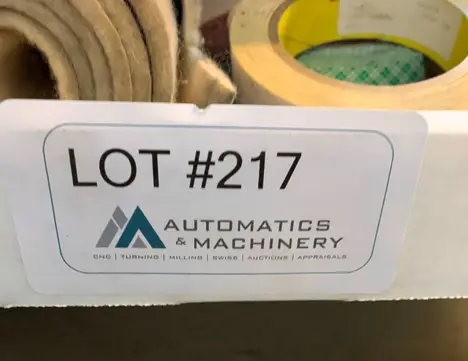 LOT #217
AUTOMATICS
& MACHINERY
CNC | TURNING | MILLING | SWISS | AUCTIONS | APPRAISALS